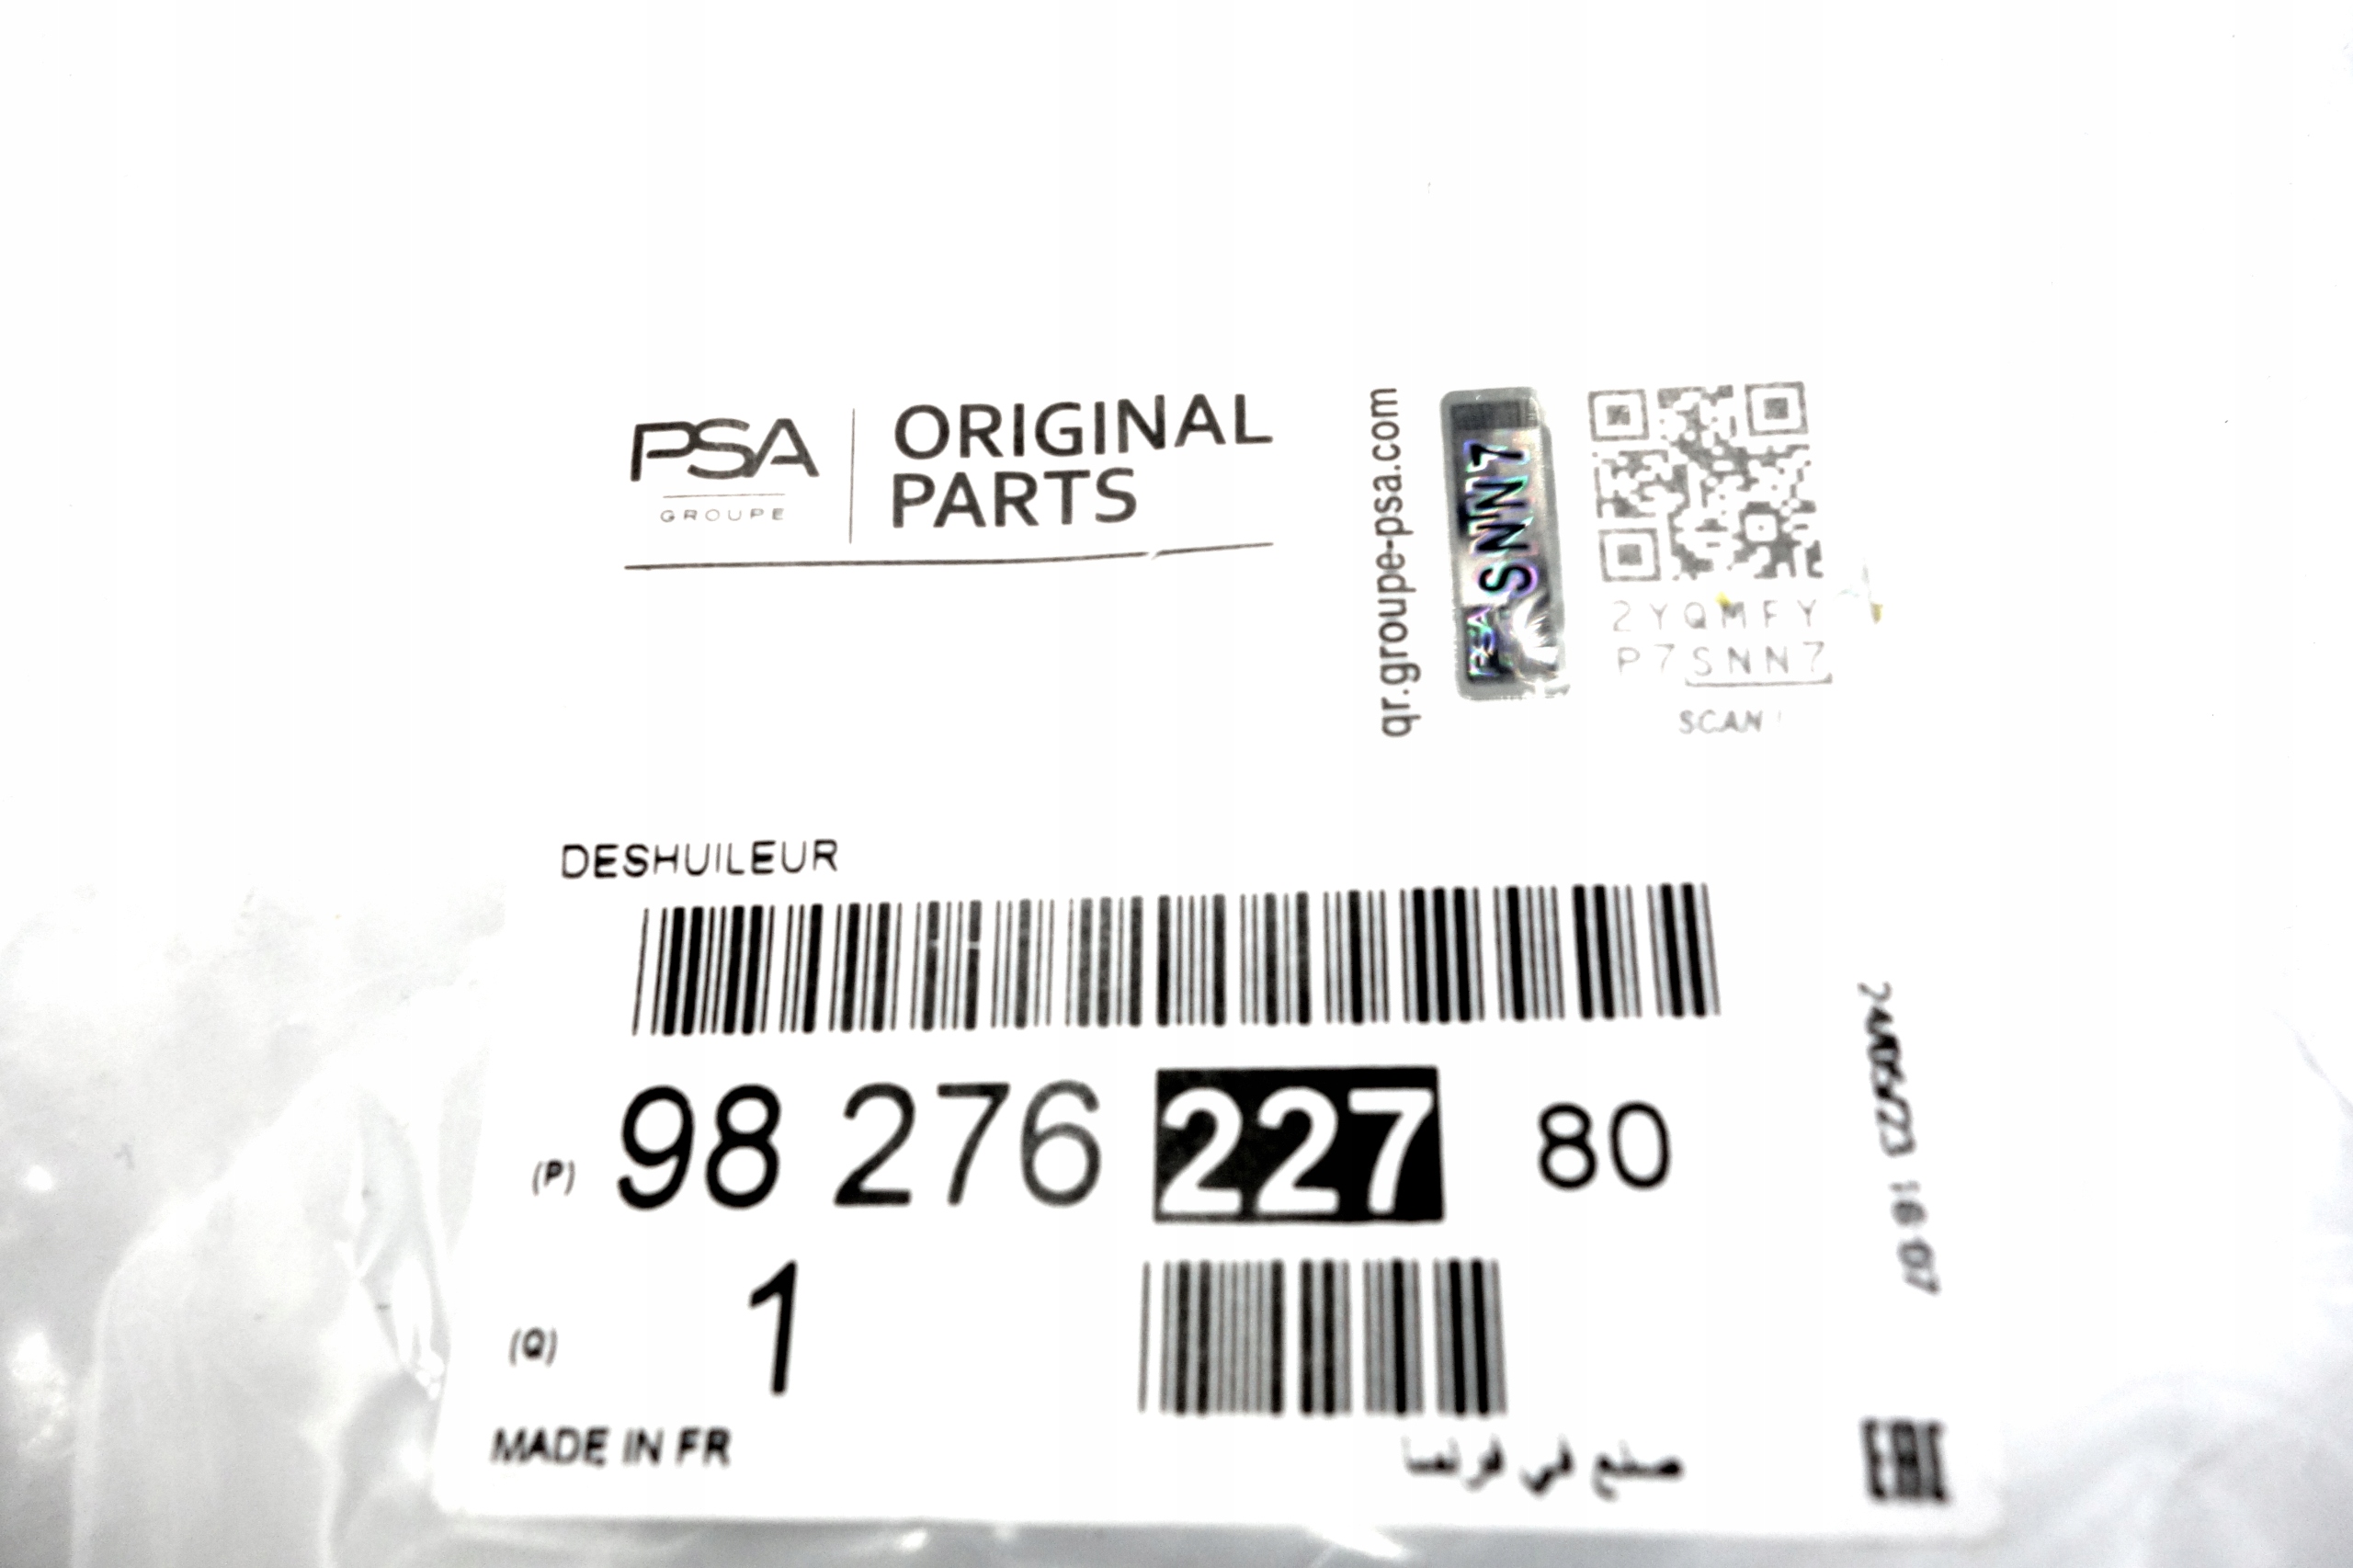 PSA
GROUPE
ORIGINAL
PARTS
qr.groupe-psa.com
PSA SNN7
2YQMFY
P7SNN7
SCAN
DESHUILEUR
(P) 98 276 227 80
(Q) 1
MADE IN FR
صنع في فرنسا
EAC